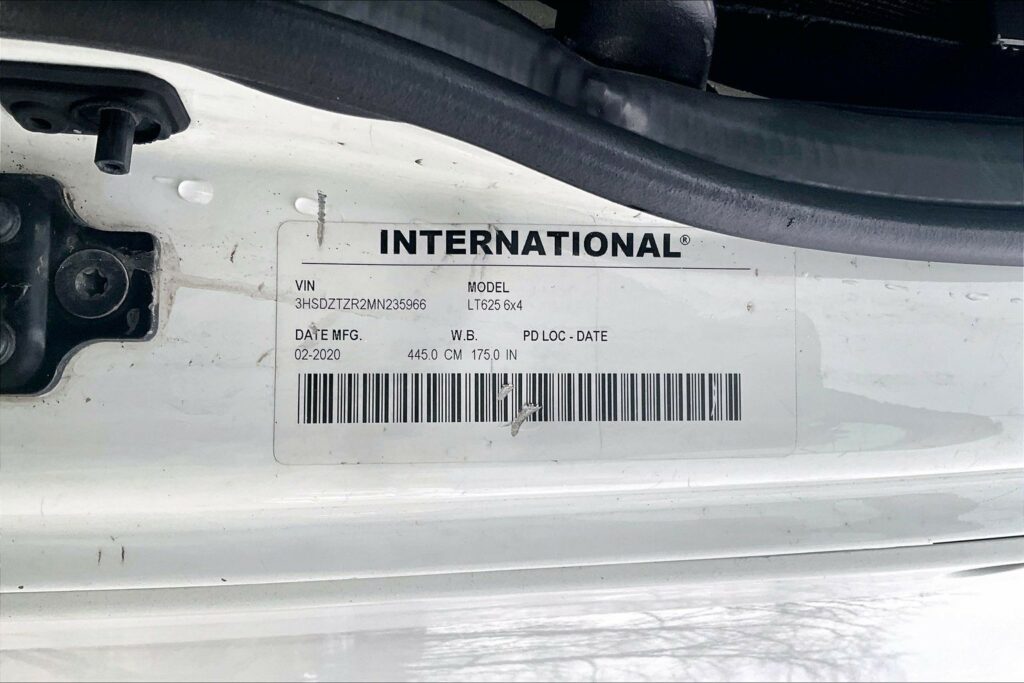 INTERNATIONAL®
VIN MODEL
3HSDZTZR2MN235966 LT625 6x4
DATE MFG. W.B. PD LOC - DATE
02-2020 445.0 CM 175.0 IN